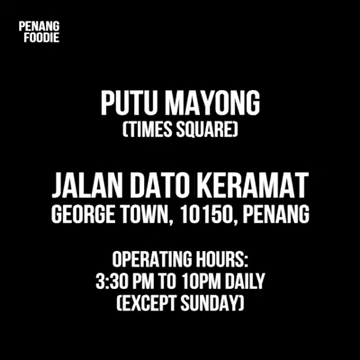 PENANG
FOODIE
PUTU MAYONG
(TIMES SQUARE)
JALAN DATO KERAMAT
GEORGE TOWN, 10150, PENANG
OPERATING HOURS:
3:30 PM TO 10PM DAILY
(EXCEPT SUNDAY)